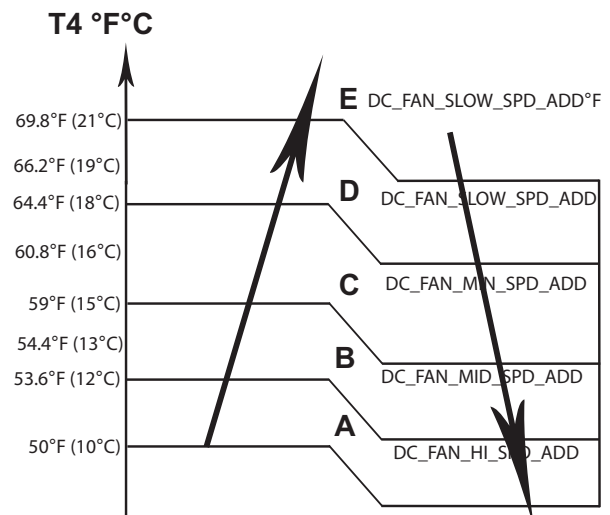 T4 °F°C
E DC_FAN_SLOW_SPD_ADD°F
69.8°F (21°C)
66.2°F (19°C)
D DC_FAN_SLOW_SPD_ADD
64.4°F (18°C)
60.8°F (16°C)
C DC_FAN_MIN_SPD_ADD
59°F (15°C)
54.4°F (13°C)
B DC_FAN_MID_SPD_ADD
53.6°F (12°C)
A
50°F (10°C)
DC_FAN_HI_SPD_ADD